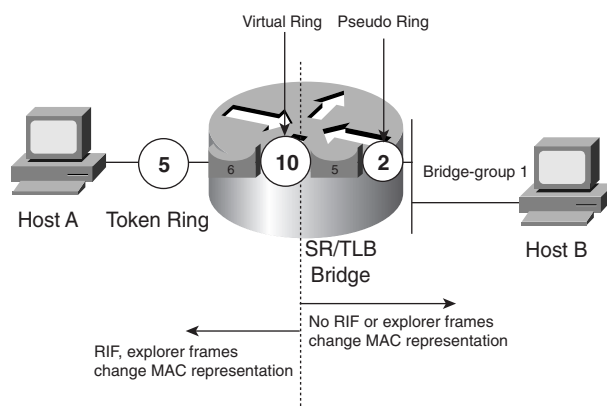 Virtual Ring
Pseudo Ring
5
6
10
5
2
Bridge-group 1
Host A
Token Ring
SR/TLB
Bridge
Host B
No RIF or explorer frames
change MAC representation
RIF, explorer frames
change MAC representation